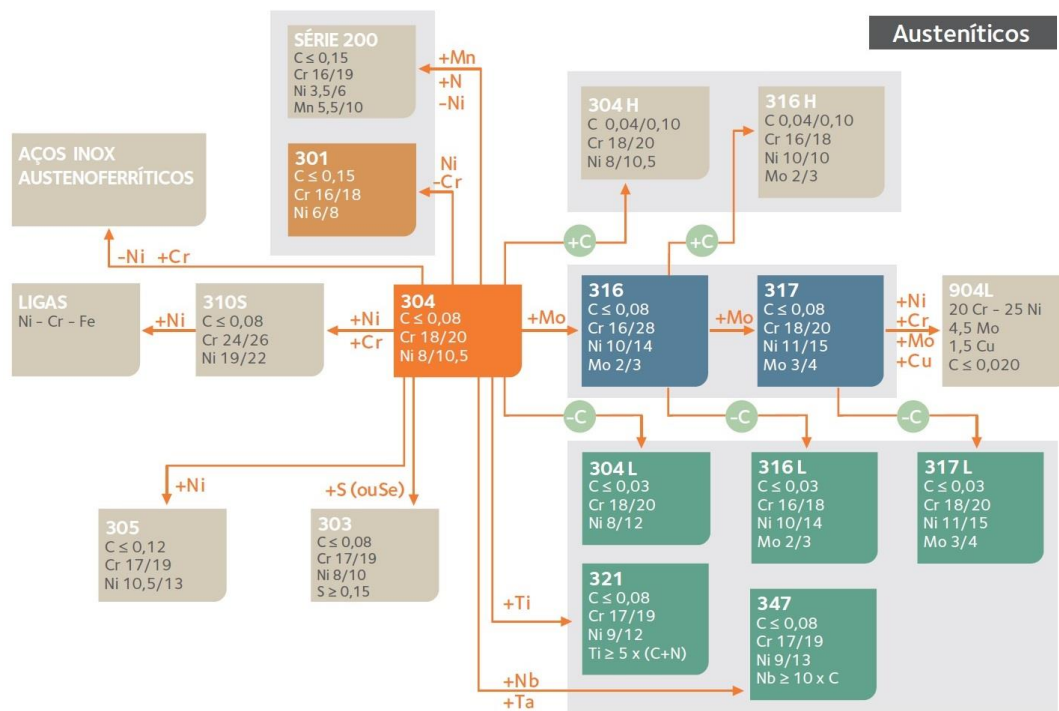 Austeníticos
SÉRIE 200
C ≤ 0,15
Cr 16/19
Ni 3,5/6
Mn 5,5/10
+Mn
+N
-Ni
304 H
C 0,04/0,10
Cr 18/20
Ni 8/10,5
316 H
C 0,04/0,10
Cr 16/18
Ni 10/10
Mo 2/3
AÇOS INOX
AUSTENOFERRÍTICOS
301
C ≤ 0,15
Cr 16/18
Ni 6/8
Ni
-Cr
+C
+C
-Ni +Cr
LIGAS
Ni – Cr – Fe
+Ni
310S
C ≤ 0,08
Cr 24/26
Ni 19/22
+Ni
+Cr
304
C ≤ 0,08
Cr 18/20
Ni 8/10,5
+Mo
316
C ≤ 0,08
Cr 16/28
Ni 10/14
Mo 2/3
+Mo
317
C ≤ 0,08
Cr 18/20
Ni 11/15
Mo 3/4
+Ni
+Cr
+Mo
+Cu
904L
20 Cr – 25 Ni
4,5 Mo
1,5 Cu
C ≤ 0,020
-C
-C
-C
+Ni
+S (ouSe)
305
C ≤ 0,12
Cr 17/19
Ni 10,5/13
303
C ≤ 0,08
Cr 17/19
Ni 8/10
S ≥ 0,15
304 L
C ≤ 0,03
Cr 18/20
Ni 8/12
316 L
C ≤ 0,03
Cr 16/18
Ni 10/14
Mo 2/3
317 L
C ≤ 0,03
Cr 18/20
Ni 11/15
Mo 3/4
+Ti
321
C ≤ 0,08
Cr 17/19
Ni 9/12
Ti ≥ 5 x (C+N)
+Nb
+Ta
347
C ≤ 0,08
Cr 17/19
Ni 9/13
Nb ≥ 10 x C